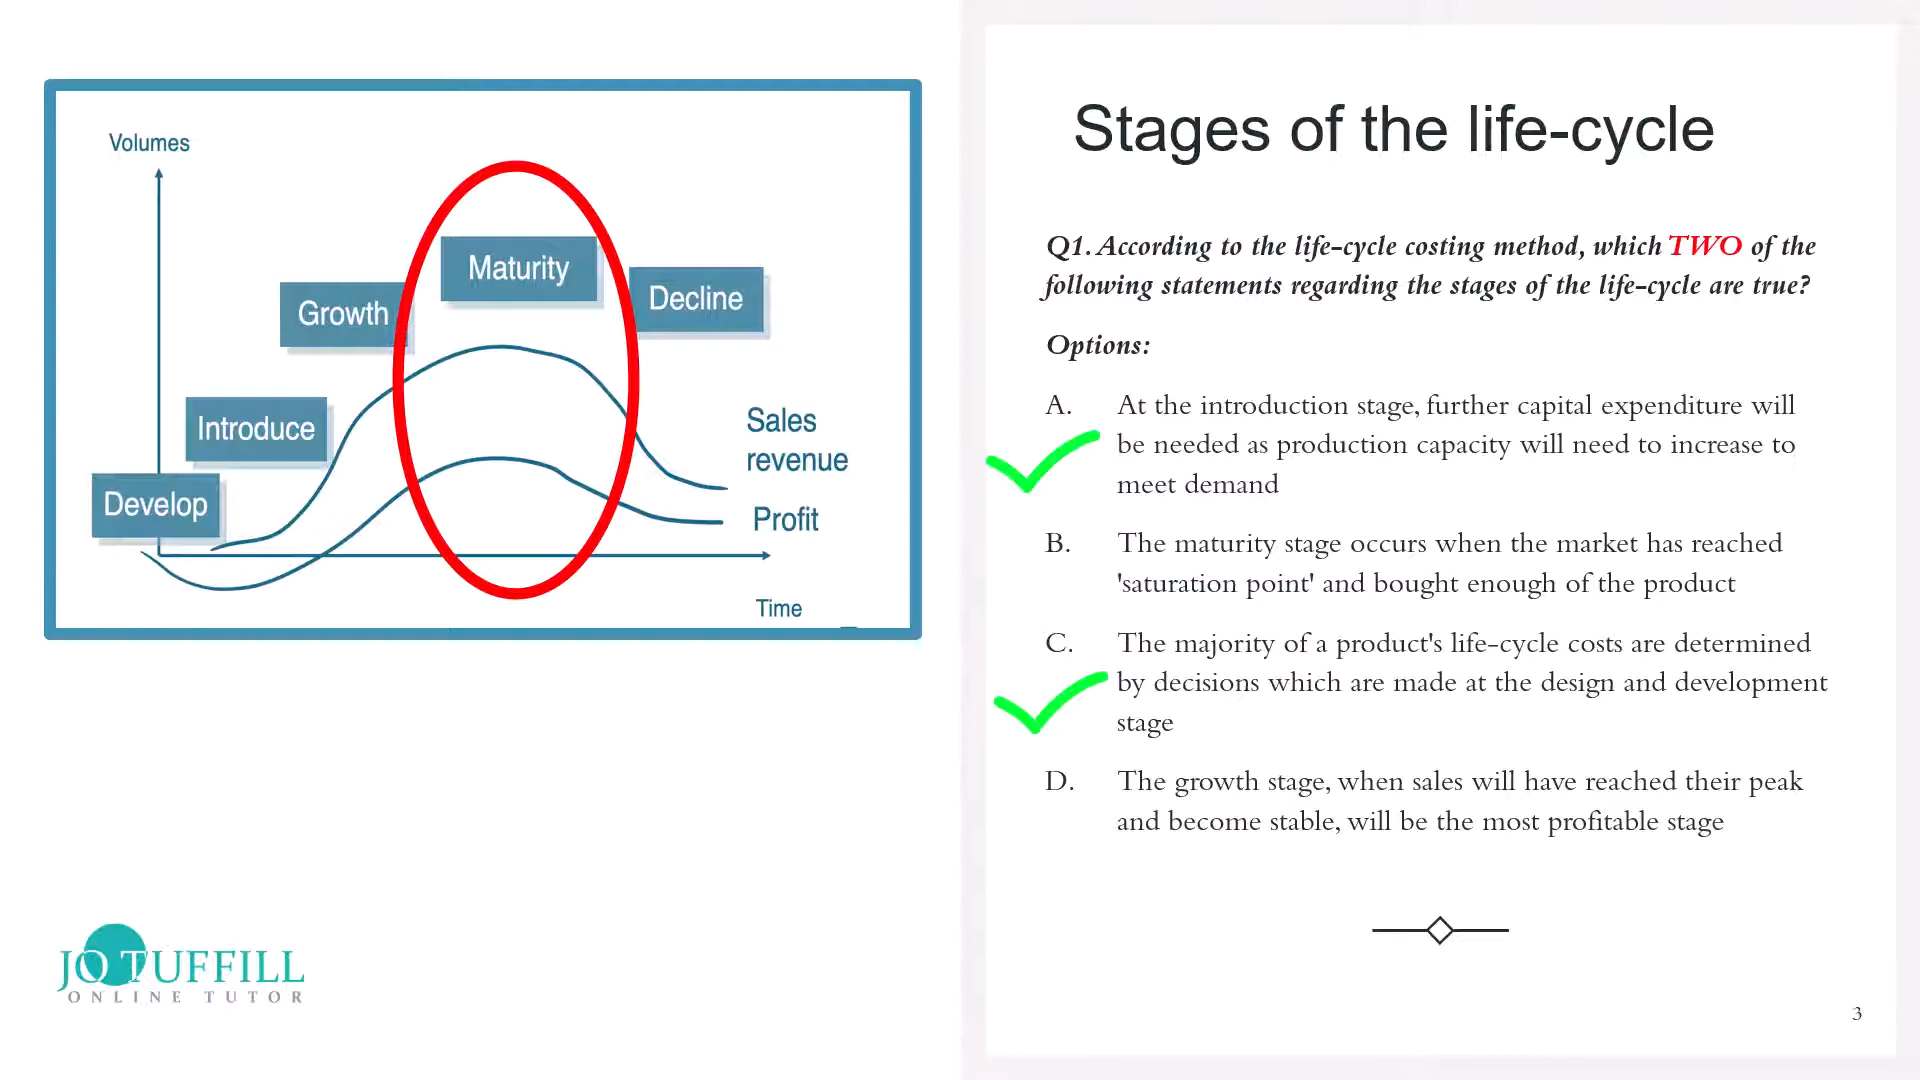 Volumes
Maturity
Decline
Growth
Introduce
Sales
revenue
Develop
Profit
Time
JO TUFFILL
ONLINE TUTOR
Stages of the life-cycle
Q1. According to the life-cycle costing method, which TWO of the
following statements regarding the stages of the life-cycle are true?
Options:
A. At the introduction stage, further capital expenditure will
be needed as production capacity will need to increase to
meet demand
B. The maturity stage occurs when the market has reached
'saturation point' and bought enough of the product
C. The majority of a product's life-cycle costs are determined
by decisions which are made at the design and development
stage
D. The growth stage, when sales will have reached their peak
and become stable, will be the most profitable stage
3